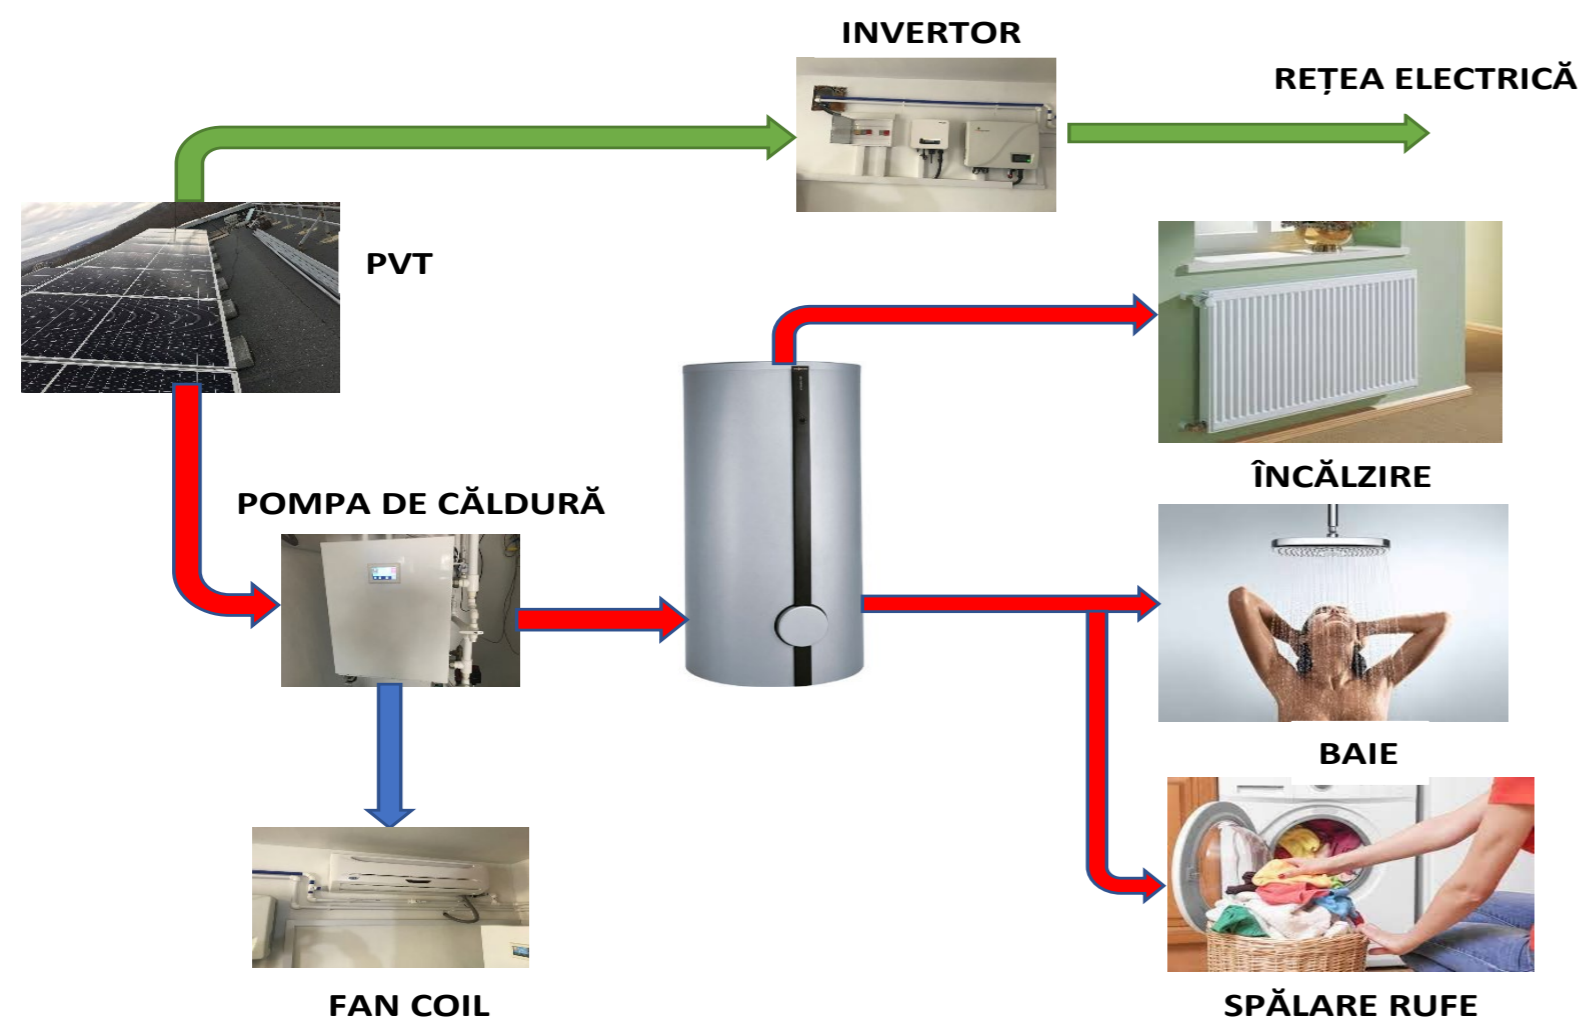 INVERTOR
REȚEA ELECTRICĂ
PVT
POMPA DE CĂLDURĂ
ÎNCĂLZIRE
BAIE
FAN COIL
SPĂLARE RUFE